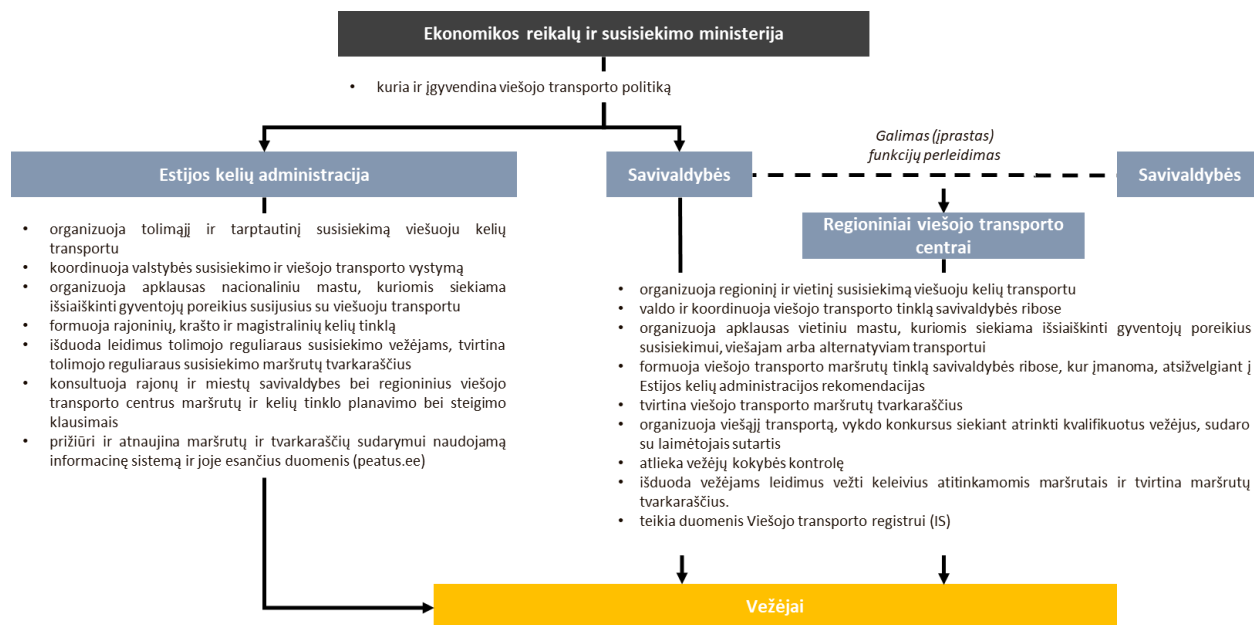 Ekonomikos reikalų ir susisiekimo ministerija
• kuria ir įgyvendina viešojo transporto politiką
Galimas (įprastas)
funkcijų perleidimas
Estijos kelių administracija
Savivaldybės
Savivaldybės
Regioniniai viešojo transporto
centrai
• organizuoja tolimąjį ir tarptautinį susisiekimą viešuoju kelių
transportu
• koordinuoja valstybės susisiekimo ir viešojo transporto vystymą
• organizuoja apklausas nacionaliniu mastu, kuriomis siekiama
išsiaiškinti gyventojų poreikius susijusius su viešuoju transportu
• formuoja rajoninių, krašto ir magistralinių kelių tinklą
• išduoda leidimus tolimojo reguliaraus susisiekimo vežėjams, tvirtina
tolimojo reguliaraus susisiekimo maršrutų tvarkaraščius
• konsultuoja rajonų ir miestų savivaldybes bei regioninius viešojo
transporto centrus maršrutų ir kelių tinklo planavimo bei steigimo
klausimais
• prižiūri ir atnaujina maršrutų ir tvarkaraščių sudarymui naudojamą
informacinę sistemą ir joje esančius duomenis (peatus.ee)
• organizuoja regioninį ir vietinį susisiekimą viešuoju kelių transportu
• valdo ir koordinuoja viešojo transporto tinklą savivaldybės ribose
• organizuoja apklausas vietiniu mastu, kuriomis siekiama išsiaiškinti gyventojų poreikius
susisiekimui, viešajam arba alternatyviam transportui
• formuoja viešojo transporto maršrutų tinklą savivaldybės ribose, kur įmanoma, atsižvelgiant į
Estijos kelių administracijos rekomendacijas
• tvirtina viešojo transporto maršrutų tvarkaraščius
• organizuoja viešąjį transportą, vykdo konkursus siekiant atrinkti kvalifikuotus vežėjus, sudaro
su laimėtojais sutartis
• atlieka vežėjų kokybės kontrolę
• išduoda vežėjams leidimus vežti keleivius atitinkamomis maršrutais ir tvirtina maršrutų
tvarkaraščius.
• teikia duomenis Viešojo transporto registrui (IS)
Vežėjai